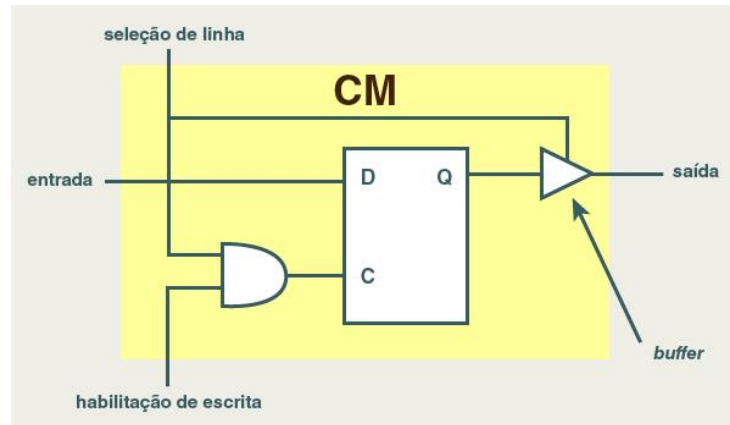 seleção de linha
CM
entrada
D
Q
saída
C
buffer
habilitação de escrita